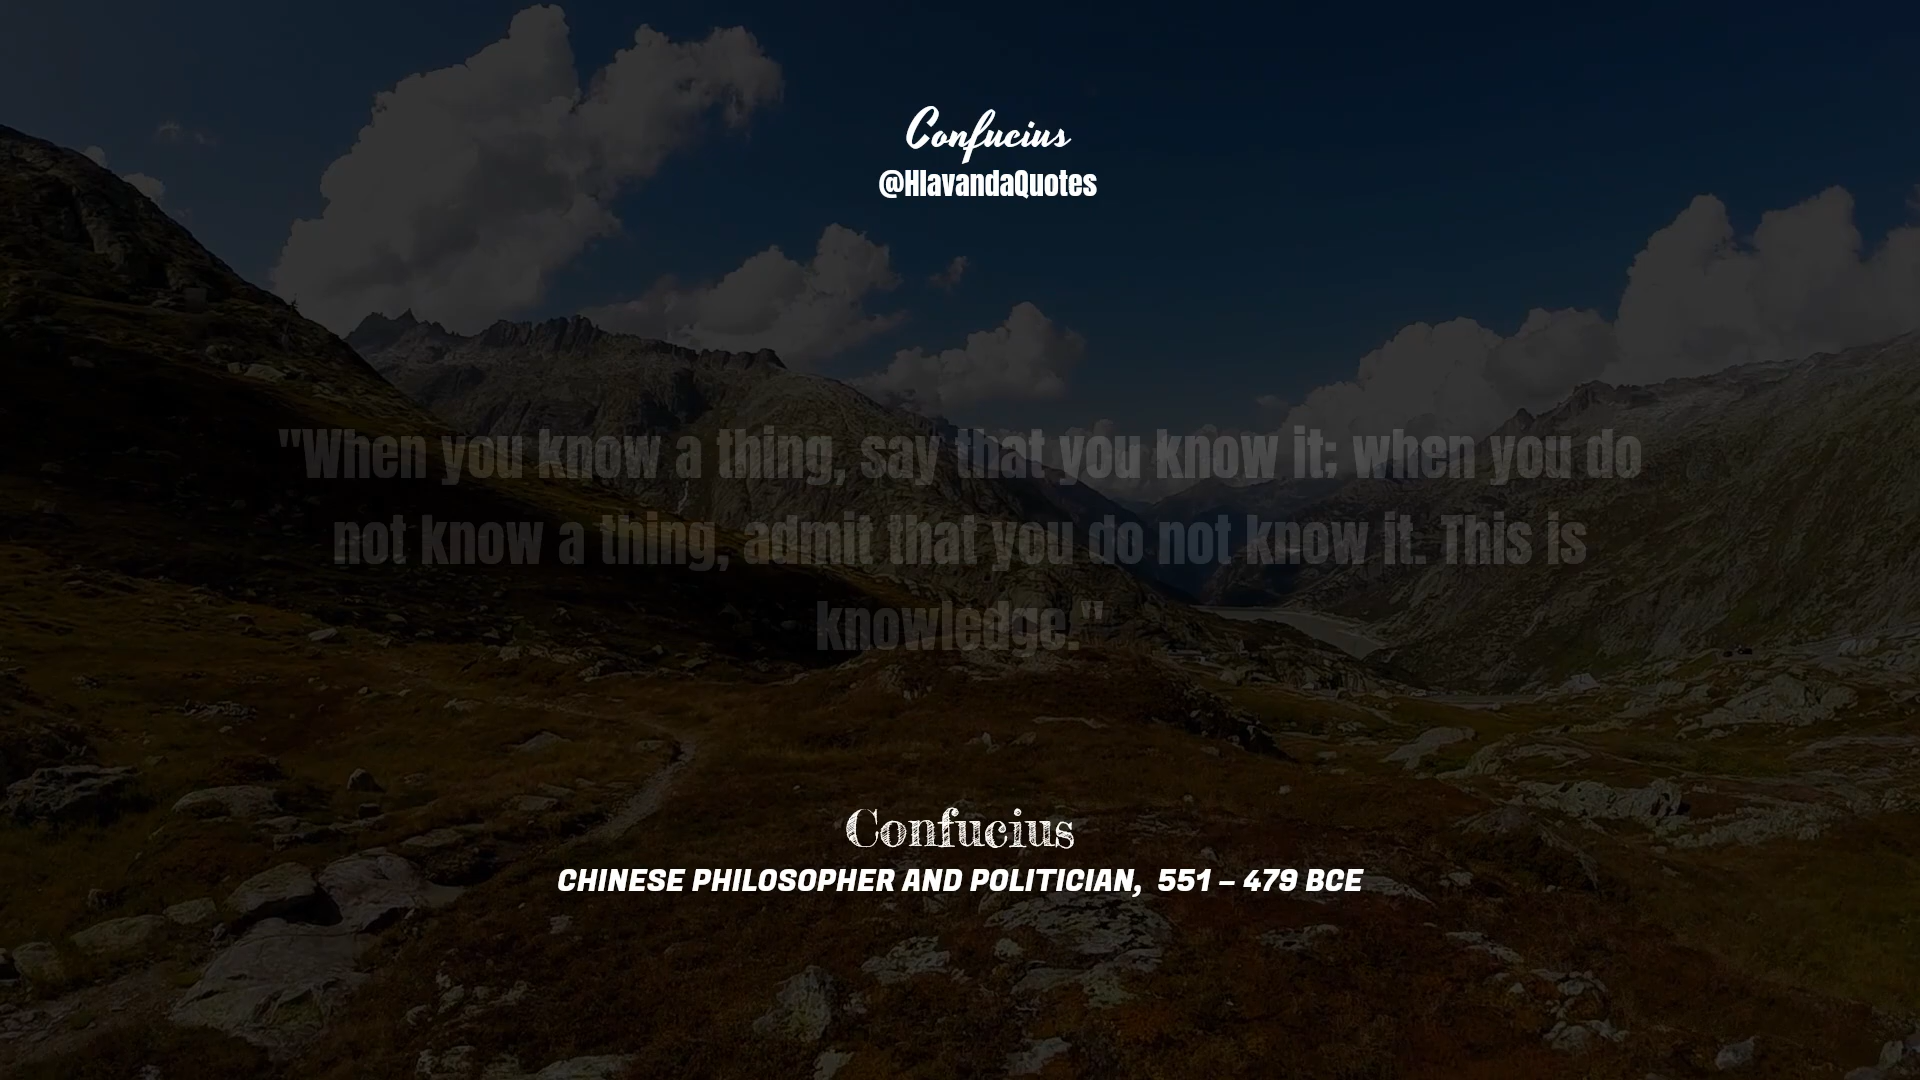 Confucius
@HlavandaQuotes
"When you know a thing, say that you know it; when you do
not know a thing, admit that you do not know it. This is
knowledge."
Confucius
CHINESE PHILOSOPHER AND POLITICIAN, 551 – 479 BCE